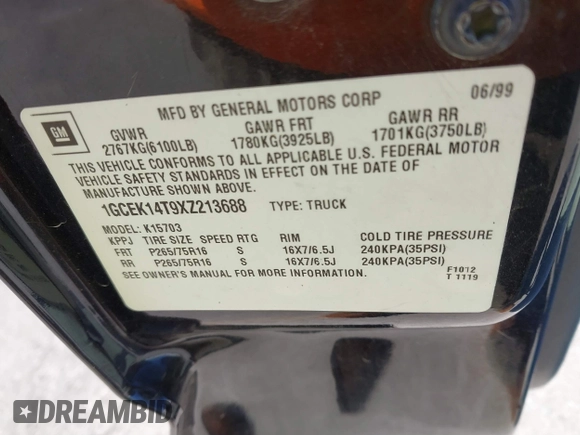 MFD BY GENERAL MOTORS CORP 06/99
GM
GVWR GAWR FRT GAWR RR
2767KG(6100LB) 1780KG(3925LB) 1701KG(3750LB)
THIS VEHICLE CONFORMS TO ALL APPLICABLE U.S. FEDERAL MOTOR
VEHICLE SAFETY STANDARDS IN EFFECT ON THE DATE OF
MANUFACTURE SHOWN ABOVE.
1GCEK14T9XZ213688 TYPE: TRUCK
MODEL: K15703
KPPJ TIRE SIZE SPEED RTG RIM COLD TIRE PRESSURE
FRT P265/75R16 S 16X7/6.5J 240KPA(35PSI)
RR P265/75R16 S 16X7/6.5J 240KPA(35PSI)
SEE OWNER'S MANUAL FOR MORE INFORMATION. F1012
T 1119
DREAMBID